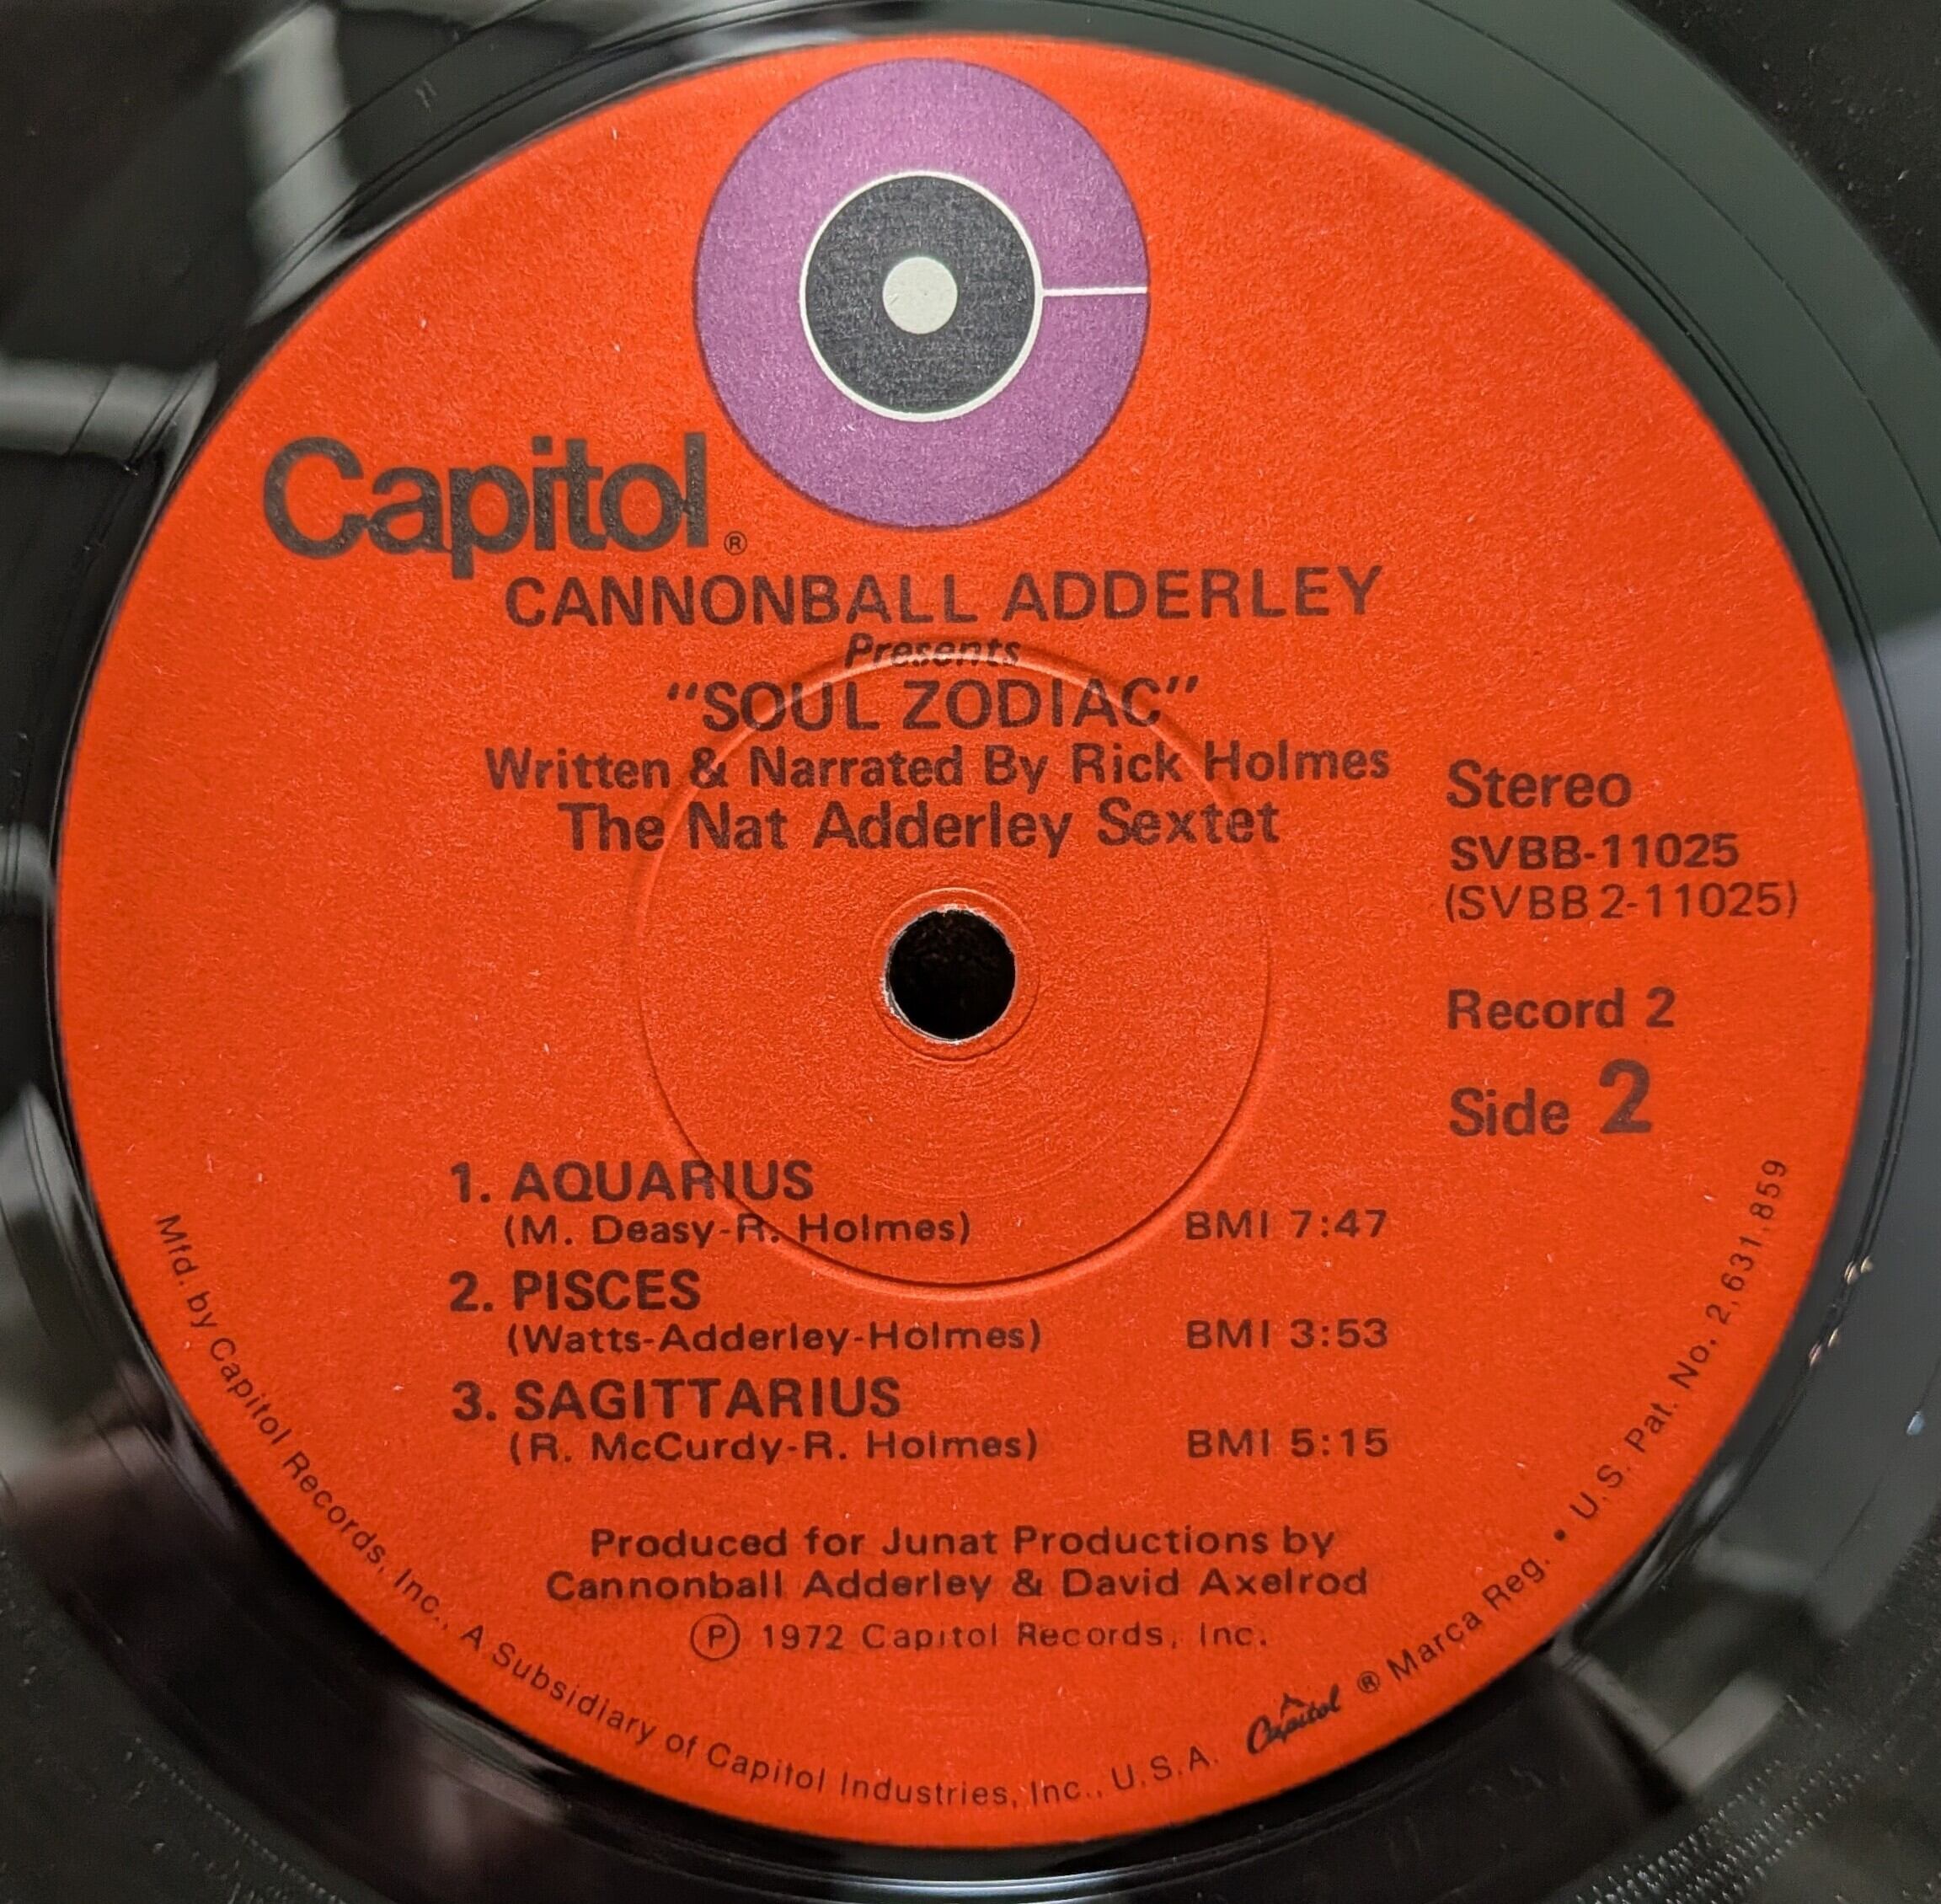 Capitol®
CANNONBALL ADDERLEY
Presents
"SOUL ZODIAC"
Written & Narrated By Rick Holmes
The Nat Adderley Sextet
Stereo
SVBB-11025
(SVBB 2-11025)
Record 2
Side 2
1. AQUARIUS
(M. Deasy-R. Holmes) BMI 7:47
2. PISCES
(Watts-Adderley-Holmes) BMI 3:53
3. SAGITTARIUS
(R. McCurdy-R. Holmes) BMI 5:15
Produced for Junat Productions by
Cannonball Adderley & David Axelrod
Ⓟ 1972 Capitol Records, Inc.
Mfd. by Capitol Records, Inc., A Subsidiary of Capitol Industries, Inc., U.S.A. Capitol ® Marca Reg. • U.S. Pat. No. 2,631,859